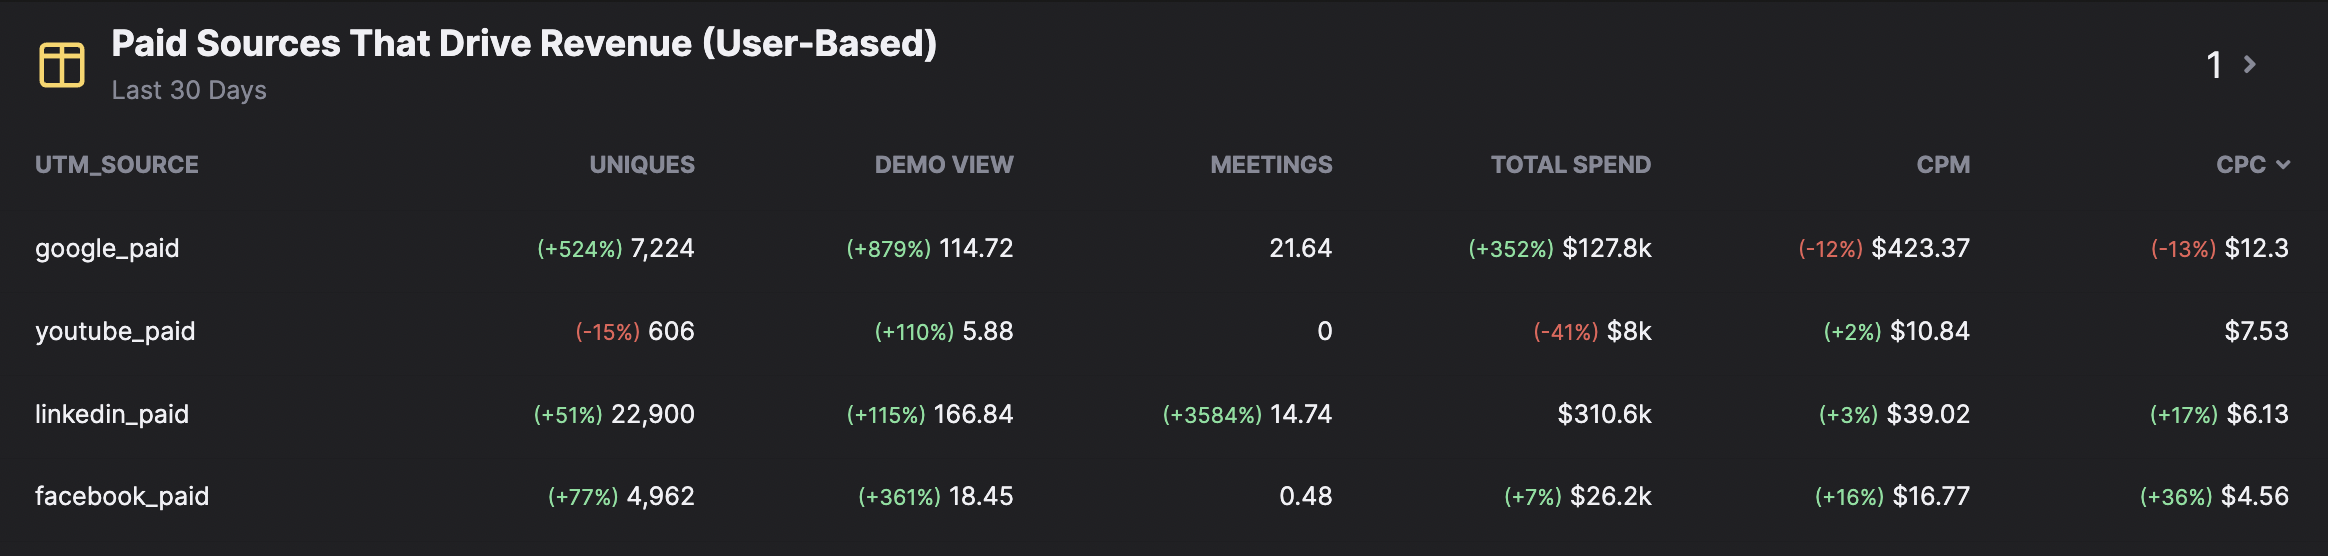 Paid Sources That Drive Revenue (User-Based)
Last 30 Days
1
UTM_SOURCE UNIQUES DEMO VIEW MEETINGS TOTAL SPEND CPM CPC
google_paid (+524%) 7,224 (+879%) 114.72 21.64 (+352%) $127.8k (-12%) $423.37 (-13%) $12.3
youtube_paid (-15%) 606 (+110%) 5.88 0 (-41%) $8k (+2%) $10.84 $7.53
linkedin_paid (+51%) 22,900 (+115%) 166.84 (+3584%) 14.74 $310.6k (+3%) $39.02 (+17%) $6.13
facebook_paid (+77%) 4,962 (+361%) 18.45 0.48 (+7%) $26.2k (+16%) $16.77 (+36%) $4.56